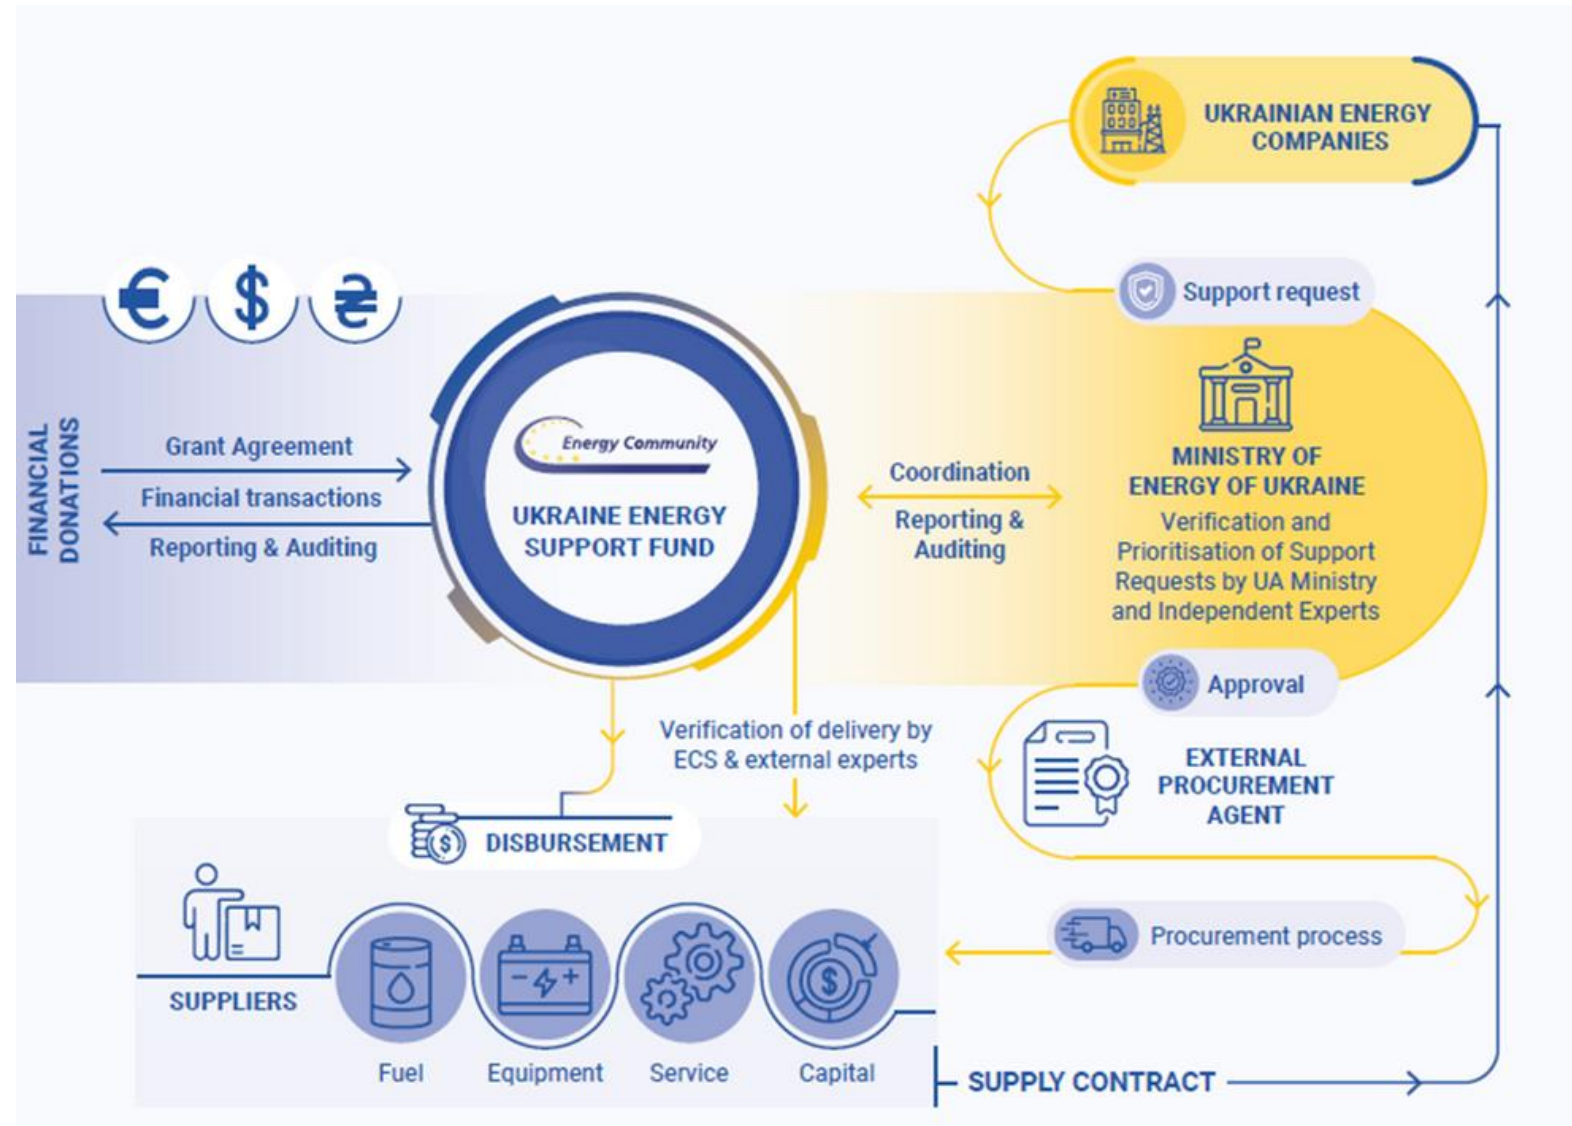 UKRAINIAN ENERGY
COMPANIES
Support request
€
$
₴
FINANCIAL
DONATIONS
Grant Agreement
Financial transactions
Reporting & Auditing
Energy Community
UKRAINE ENERGY
SUPPORT FUND
Coordination
Reporting &
Auditing
MINISTRY OF
ENERGY OF UKRAINE
Verification and
Prioritisation of Support
Requests by UA Ministry
and Independent Experts
Approval
EXTERNAL
PROCUREMENT
AGENT
Verification of delivery by
ECS & external experts
$
DISBURSEMENT
Procurement process
SUPPLIERS
- +
$
Fuel
Equipment
Service
Capital
SUPPLY CONTRACT